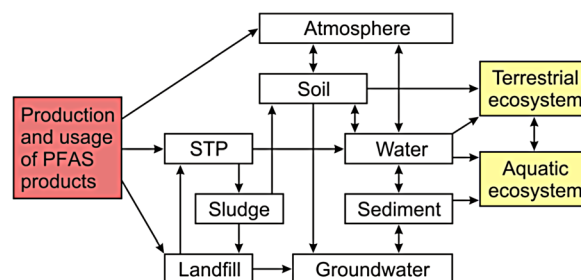 Atmosphere
Soil
Terrestrial
ecosystem
Production
and usage
of PFAS
products
STP
Water
Aquatic
ecosystem
Sludge
Sediment
Landfill
Groundwater